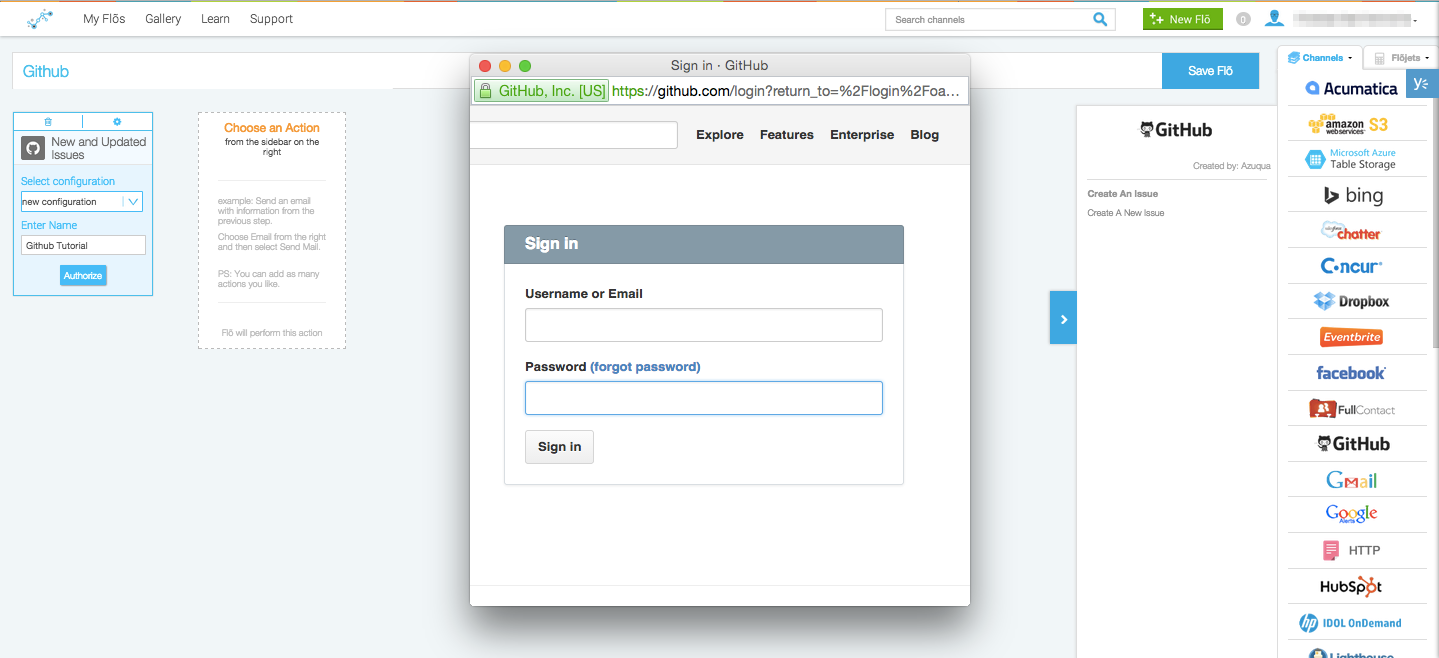 My Flōs
Gallery
Learn
Support
Search channels
New Flō
0
Github
Save Flō
Channels
Flōjets
New and Updated
Issues
Select configuration
new configuration
Enter Name
Github Tutorial
Authorize
Choose an Action
from the sidebar on the
right
example: Send an email
with information from the
previous step.
Choose Email from the right
and then select Send Mail.
PS: You can add as many
actions you like.
Flō will perform this action
Sign in · GitHub
GitHub, Inc. [US] https://github.com/login?return_to=%2Flogin%2Foa...
Explore
Features
Enterprise
Blog
Sign in
Username or Email
Password (forgot password)
Sign in
GitHub
Created by: Azuqua
Create An Issue
Create A New Issue
Acumatica
amazon
web services S3
Microsoft Azure
Table Storage
bing
salesforce
chatter
C•ncur
Dropbox
Eventbrite
facebook
FullContact
GitHub
Gmail
Google
Alerts
HTTP
HubSpot
hp IDOL OnDemand
Lighthouse